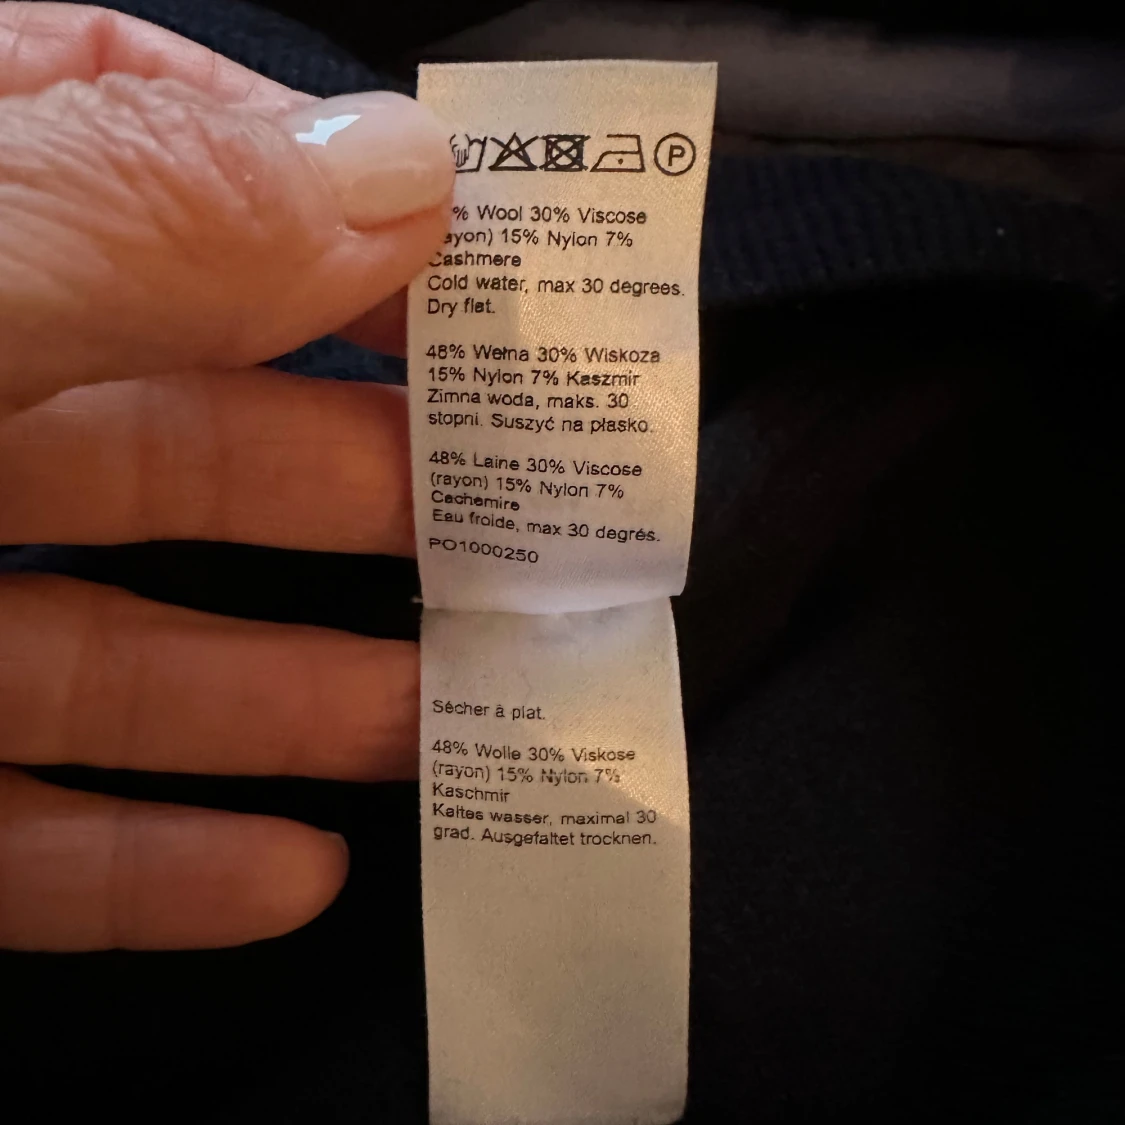 P
% Wool 30% Viscose
ayon) 15% Nylon 7%
Cashmere
Cold water, max 30 degrees.
Dry flat.
48% Wełna 30% Wiskoza
15% Nylon 7% Kaszmir
Zimna woda, maks. 30
stopni. Suszyć na płasko.
48% Laine 30% Viscose
(rayon) 15% Nylon 7%
Cachemire
Eau froide, max 30 degrés.
PO1000250
Sécher à plat.
48% Wolle 30% Viskose
(rayon) 15% Nylon 7%
Kaschmir
Kaltes wasser, maximal 30
grad. Ausgefaltet trocknen.